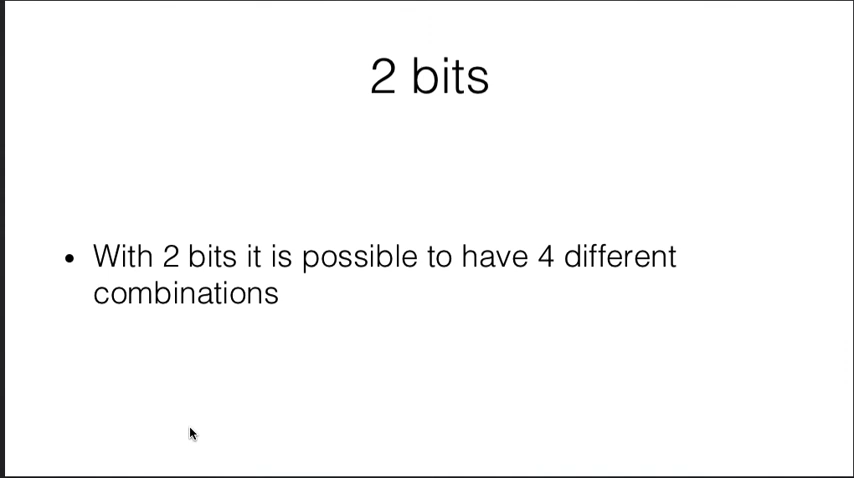 2 bits
• With 2 bits it is possible to have 4 different
combinations